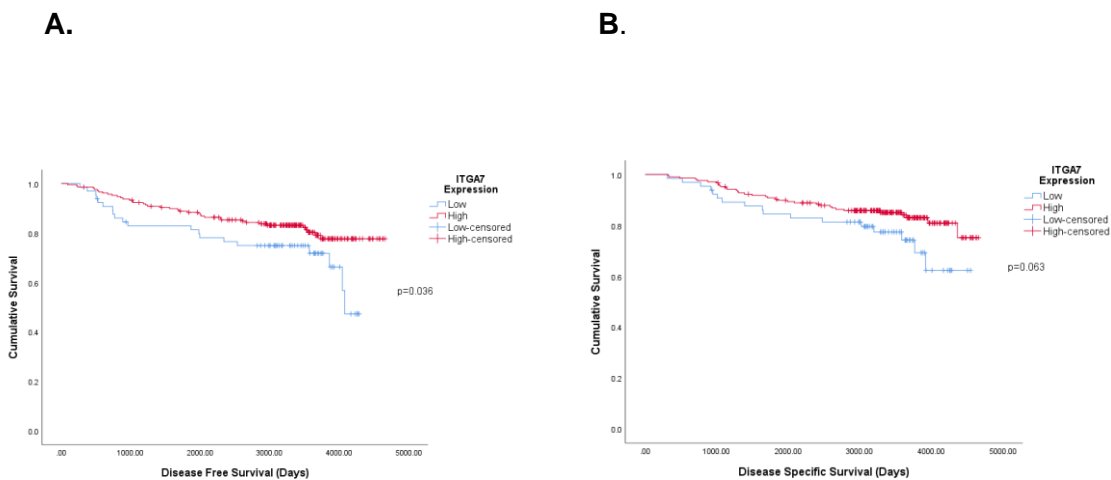 A.
B.
ITGA7
Expression
Low
High
Low-censored
High-censored
p=0.036
Cumulative Survival
1.0
0.8
0.6
0.4
0.2
0.0
.00 1000.00 2000.00 3000.00 4000.00 5000.00
Disease Free Survival (Days)
ITGA7
Expression
Low
High
Low-censored
High-censored
p=0.063
Cumulative Survival
1.0
0.8
0.6
0.4
0.2
0.0
.00 1000.00 2000.00 3000.00 4000.00 5000.00
Disease Specific Survival (Days)